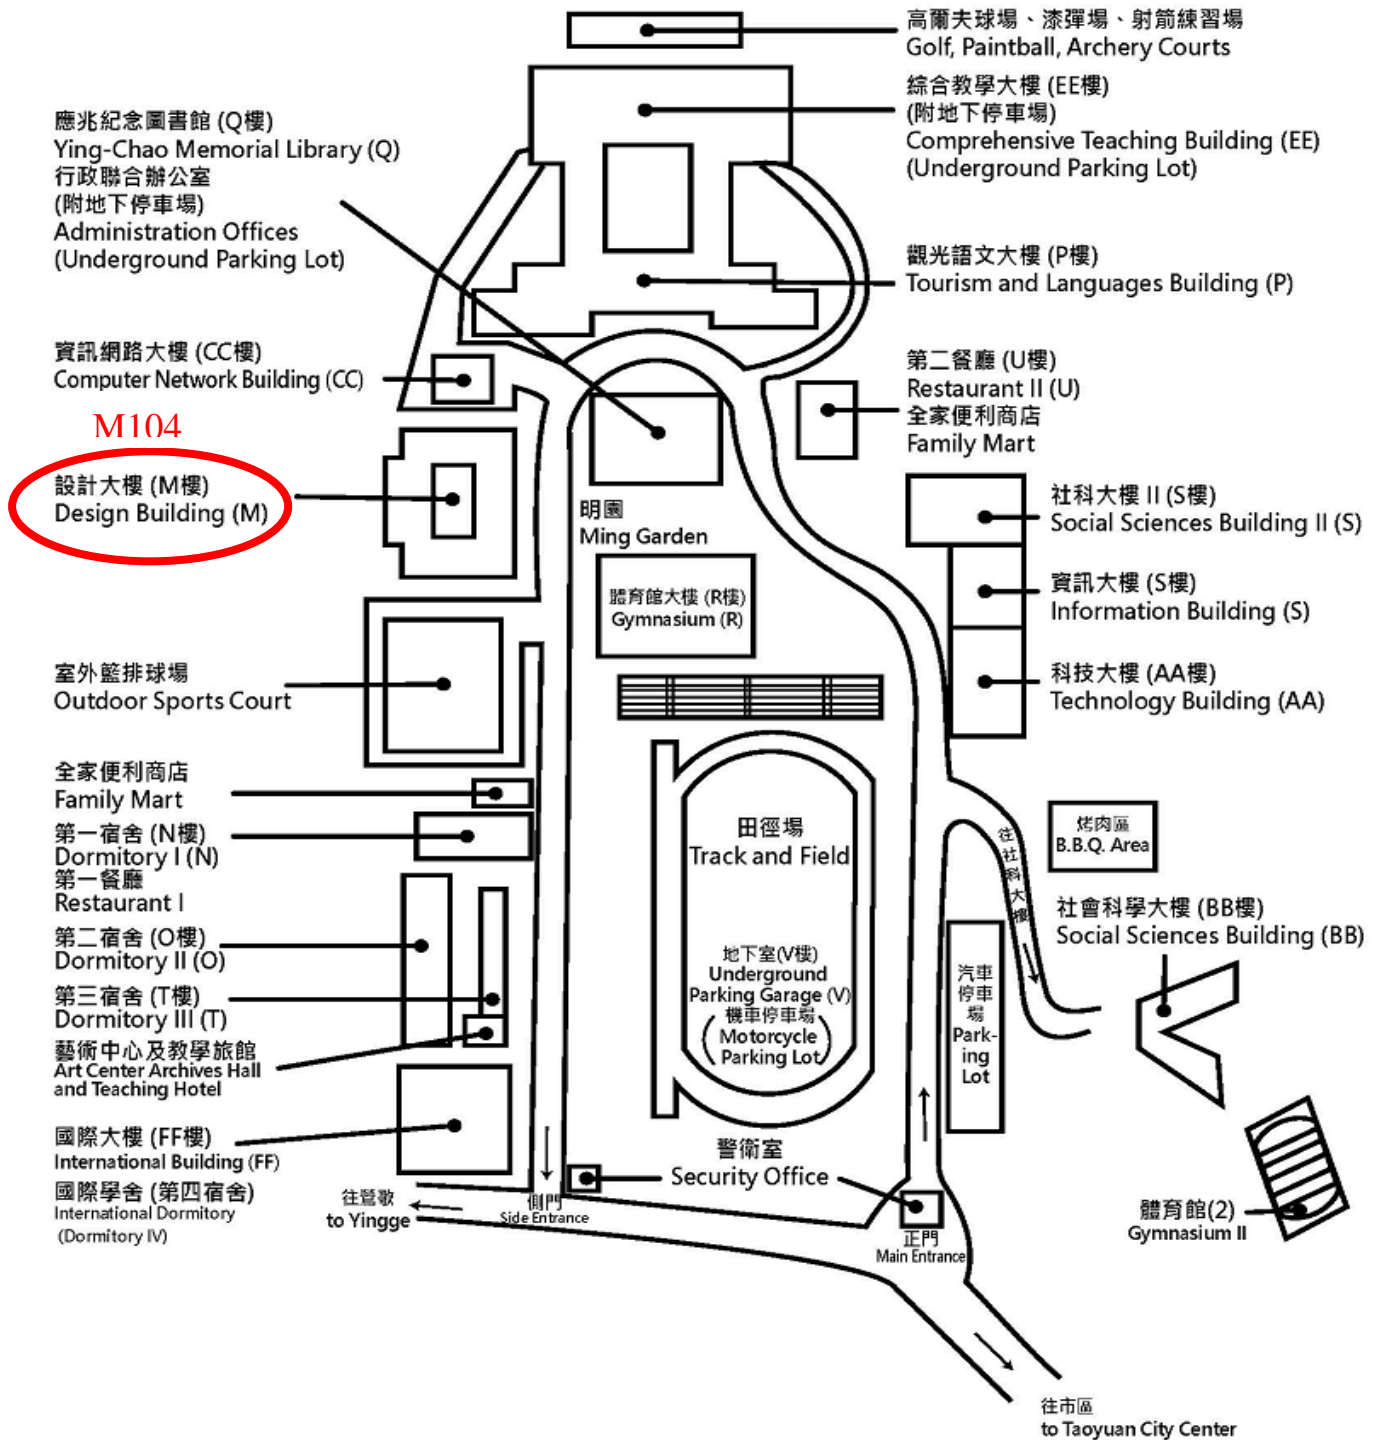 高爾夫球場、漆彈場、射箭練習場
Golf, Paintball, Archery Courts
綜合教學大樓 (EE樓)
(附地下停車場)
Comprehensive Teaching Building (EE)
(Underground Parking Lot)
應兆紀念圖書館 (Q樓)
Ying-Chao Memorial Library (Q)
行政聯合辦公室
(附地下停車場)
Administration Offices
(Underground Parking Lot)
觀光語文大樓 (P樓)
Tourism and Languages Building (P)
資訊網路大樓 (CC樓)
Computer Network Building (CC)
第二餐廳 (U樓)
Restaurant II (U)
全家便利商店
Family Mart
M104
設計大樓 (M樓)
Design Building (M)
明園
Ming Garden
社科大樓 II (S樓)
Social Sciences Building II (S)
體育館大樓 (R樓)
Gymnasium (R)
資訊大樓 (S樓)
Information Building (S)
室外籃排球場
Outdoor Sports Court
科技大樓 (AA樓)
Technology Building (AA)
全家便利商店
Family Mart
第一宿舍 (N樓)
Dormitory I (N)
第一餐廳
Restaurant I
田徑場
Track and Field
往社科大樓
烤肉區
B.B.Q. Area
社會科學大樓 (BB樓)
Social Sciences Building (BB)
第二宿舍 (O樓)
Dormitory II (O)
第三宿舍 (T樓)
Dormitory III (T)
地下室(V樓)
Underground
Parking Garage (V)
(機車停車場
Motorcycle
Parking Lot)
汽車
停車
場
Park-
ing
Lot
藝術中心及教學旅館
Art Center Archives Hall
and Teaching Hotel
國際大樓 (FF樓)
International Building (FF)
國際學舍 (第四宿舍)
International Dormitory
(Dormitory IV)
警衛室
Security Office
往鶯歌
to Yingge
側門
Side Entrance
正門
Main Entrance
體育館(2)
Gymnasium II
往市區
to Taoyuan City Center